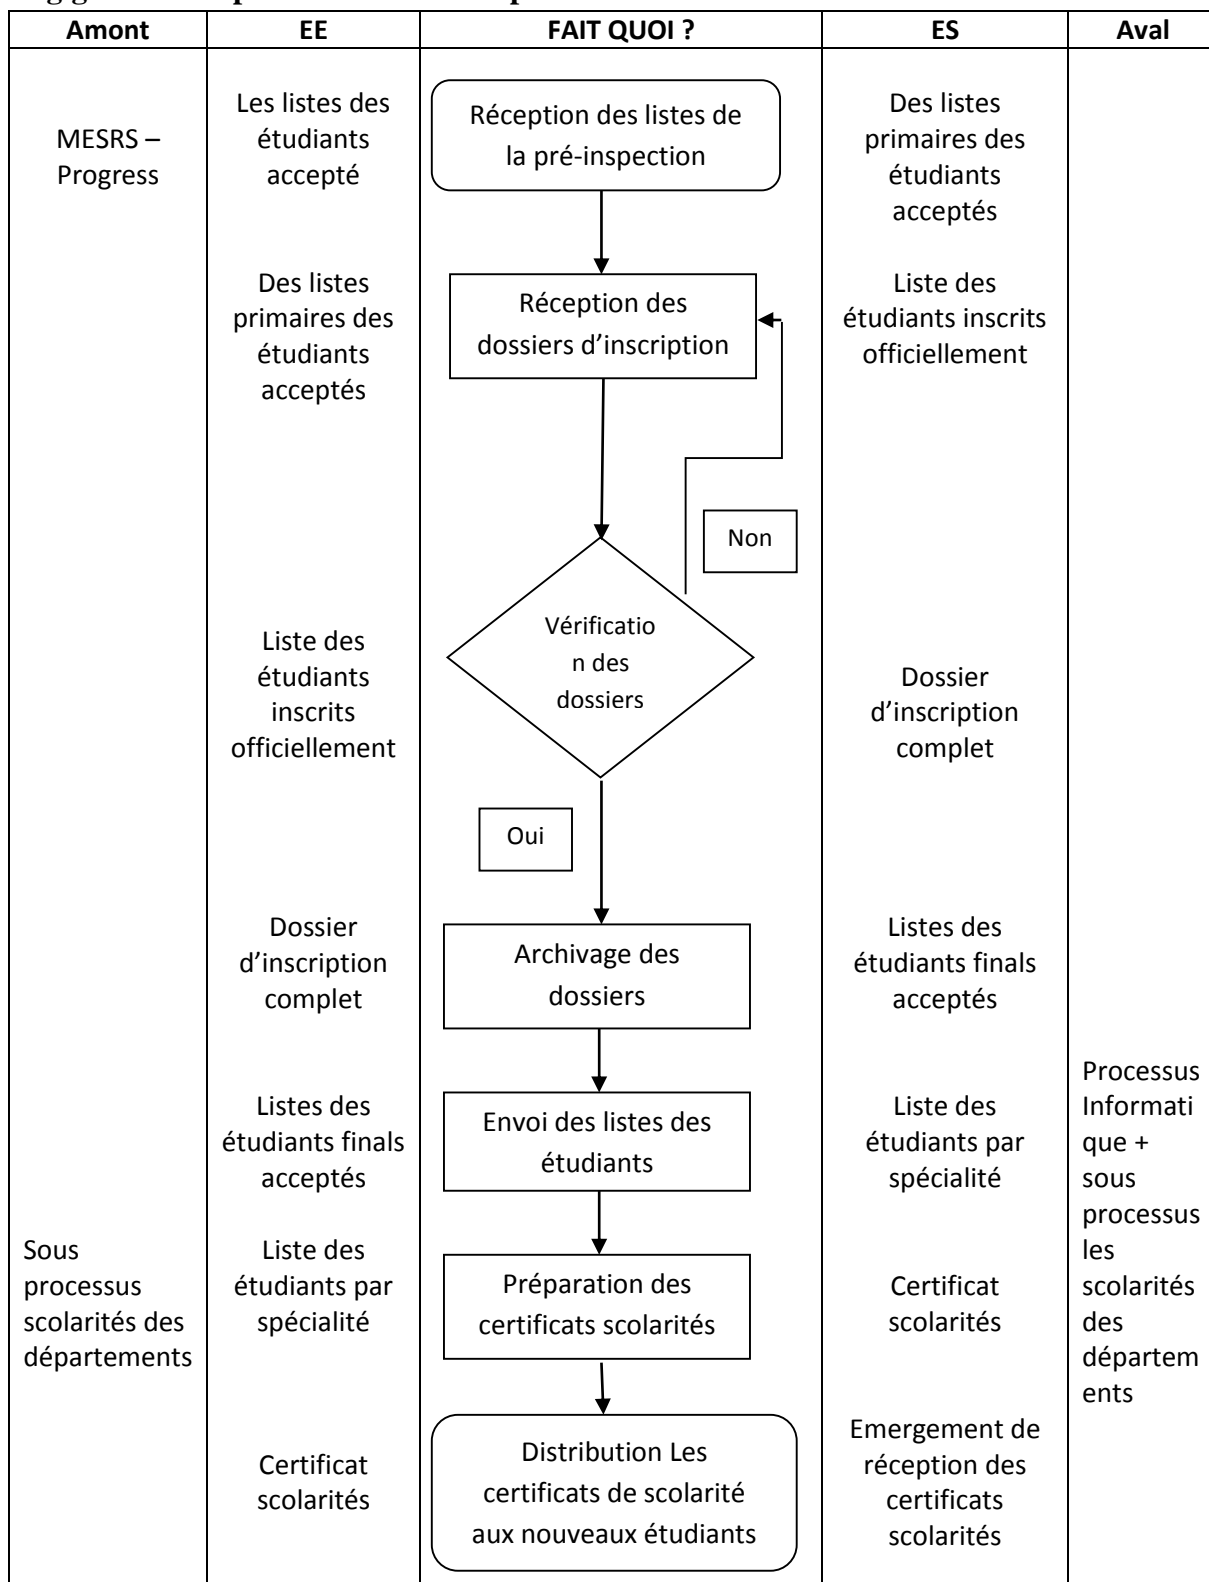 Amont
EE
FAIT QUOI ?
ES
Aval
MESRS –
Progress
Les listes des
étudiants
accepté
Réception des listes de
la pré-inspection
Des listes
primaires des
étudiants
acceptés
Des listes
primaires des
étudiants
acceptés
Réception des
dossiers d’inscription
Liste des
étudiants inscrits
officiellement
Non
Liste des
étudiants
inscrits
officiellement
Vérificatio
n des
dossiers
Dossier
d’inscription
complet
Oui
Dossier
d’inscription
complet
Archivage des
dossiers
Listes des
étudiants finals
acceptés
Listes des
étudiants finals
acceptés
Envoi des listes des
étudiants
Liste des
étudiants par
spécialité
Processus
Informati
que +
sous
processus
les
scolarités
des
départem
ents
Sous
processus
scolarités des
départements
Liste des
étudiants par
spécialité
Préparation des
certificats scolarités
Certificat
scolarités
Certificat
scolarités
Distribution Les
certificats de scolarité
aux nouveaux étudiants
Emergement de
réception des
certificats
scolarités